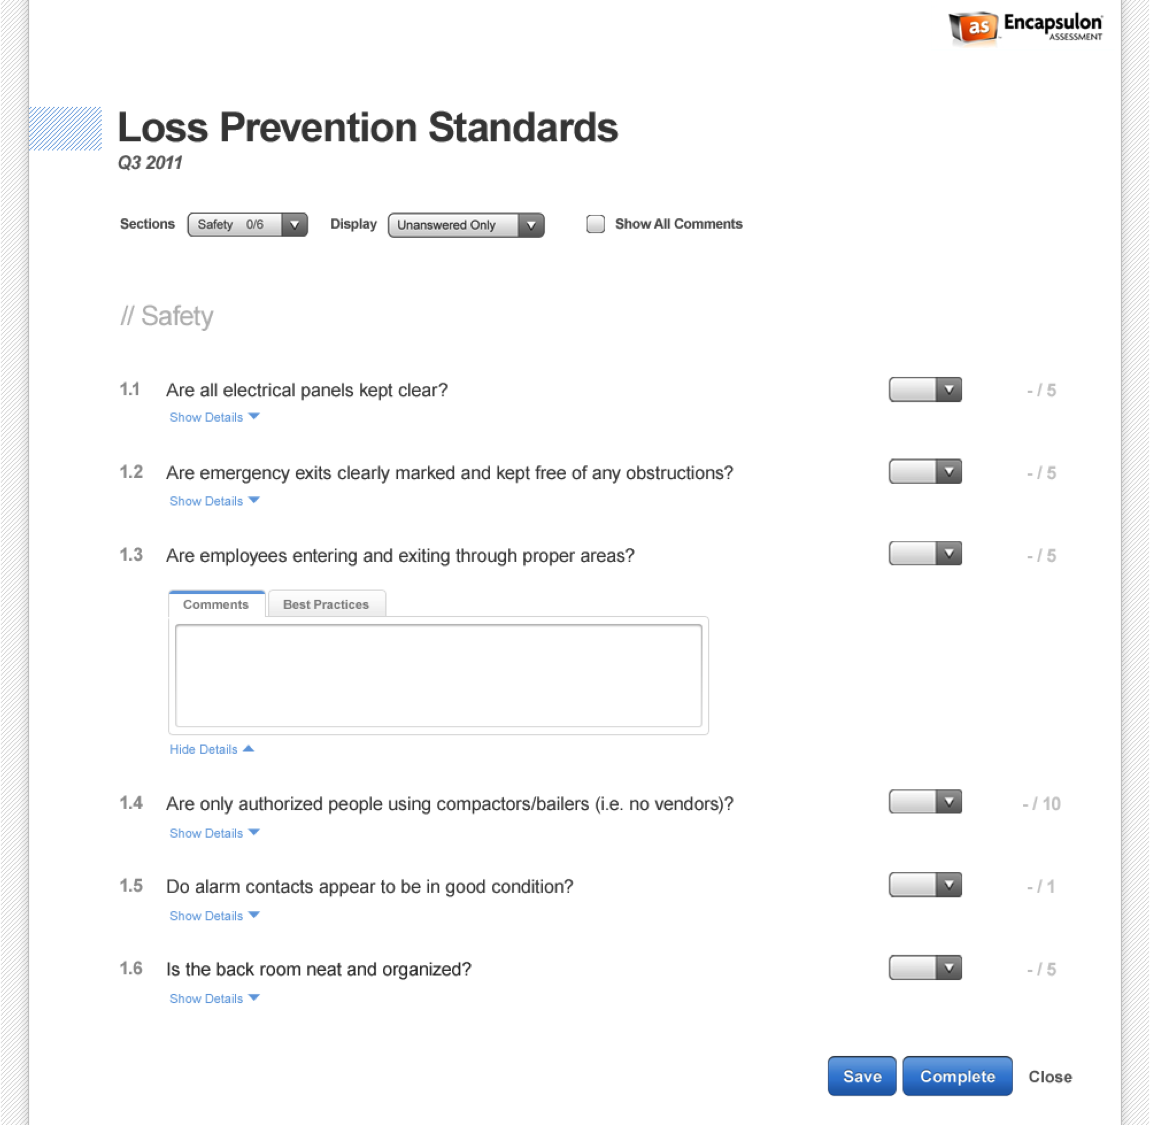 as Encapsulon
ASSESSMENT
Loss Prevention Standards
Q3 2011
Sections Safety 0/6 Display Unanswered Only Show All Comments
// Safety
1.1 Are all electrical panels kept clear? - / 5
Show Details
1.2 Are emergency exits clearly marked and kept free of any obstructions? - / 5
Show Details
1.3 Are employees entering and exiting through proper areas? - / 5
Comments Best Practices
Hide Details
1.4 Are only authorized people using compactors/bailers (i.e. no vendors)? - / 10
Show Details
1.5 Do alarm contacts appear to be in good condition? - / 1
Show Details
1.6 Is the back room neat and organized? - / 5
Show Details
Save Complete Close